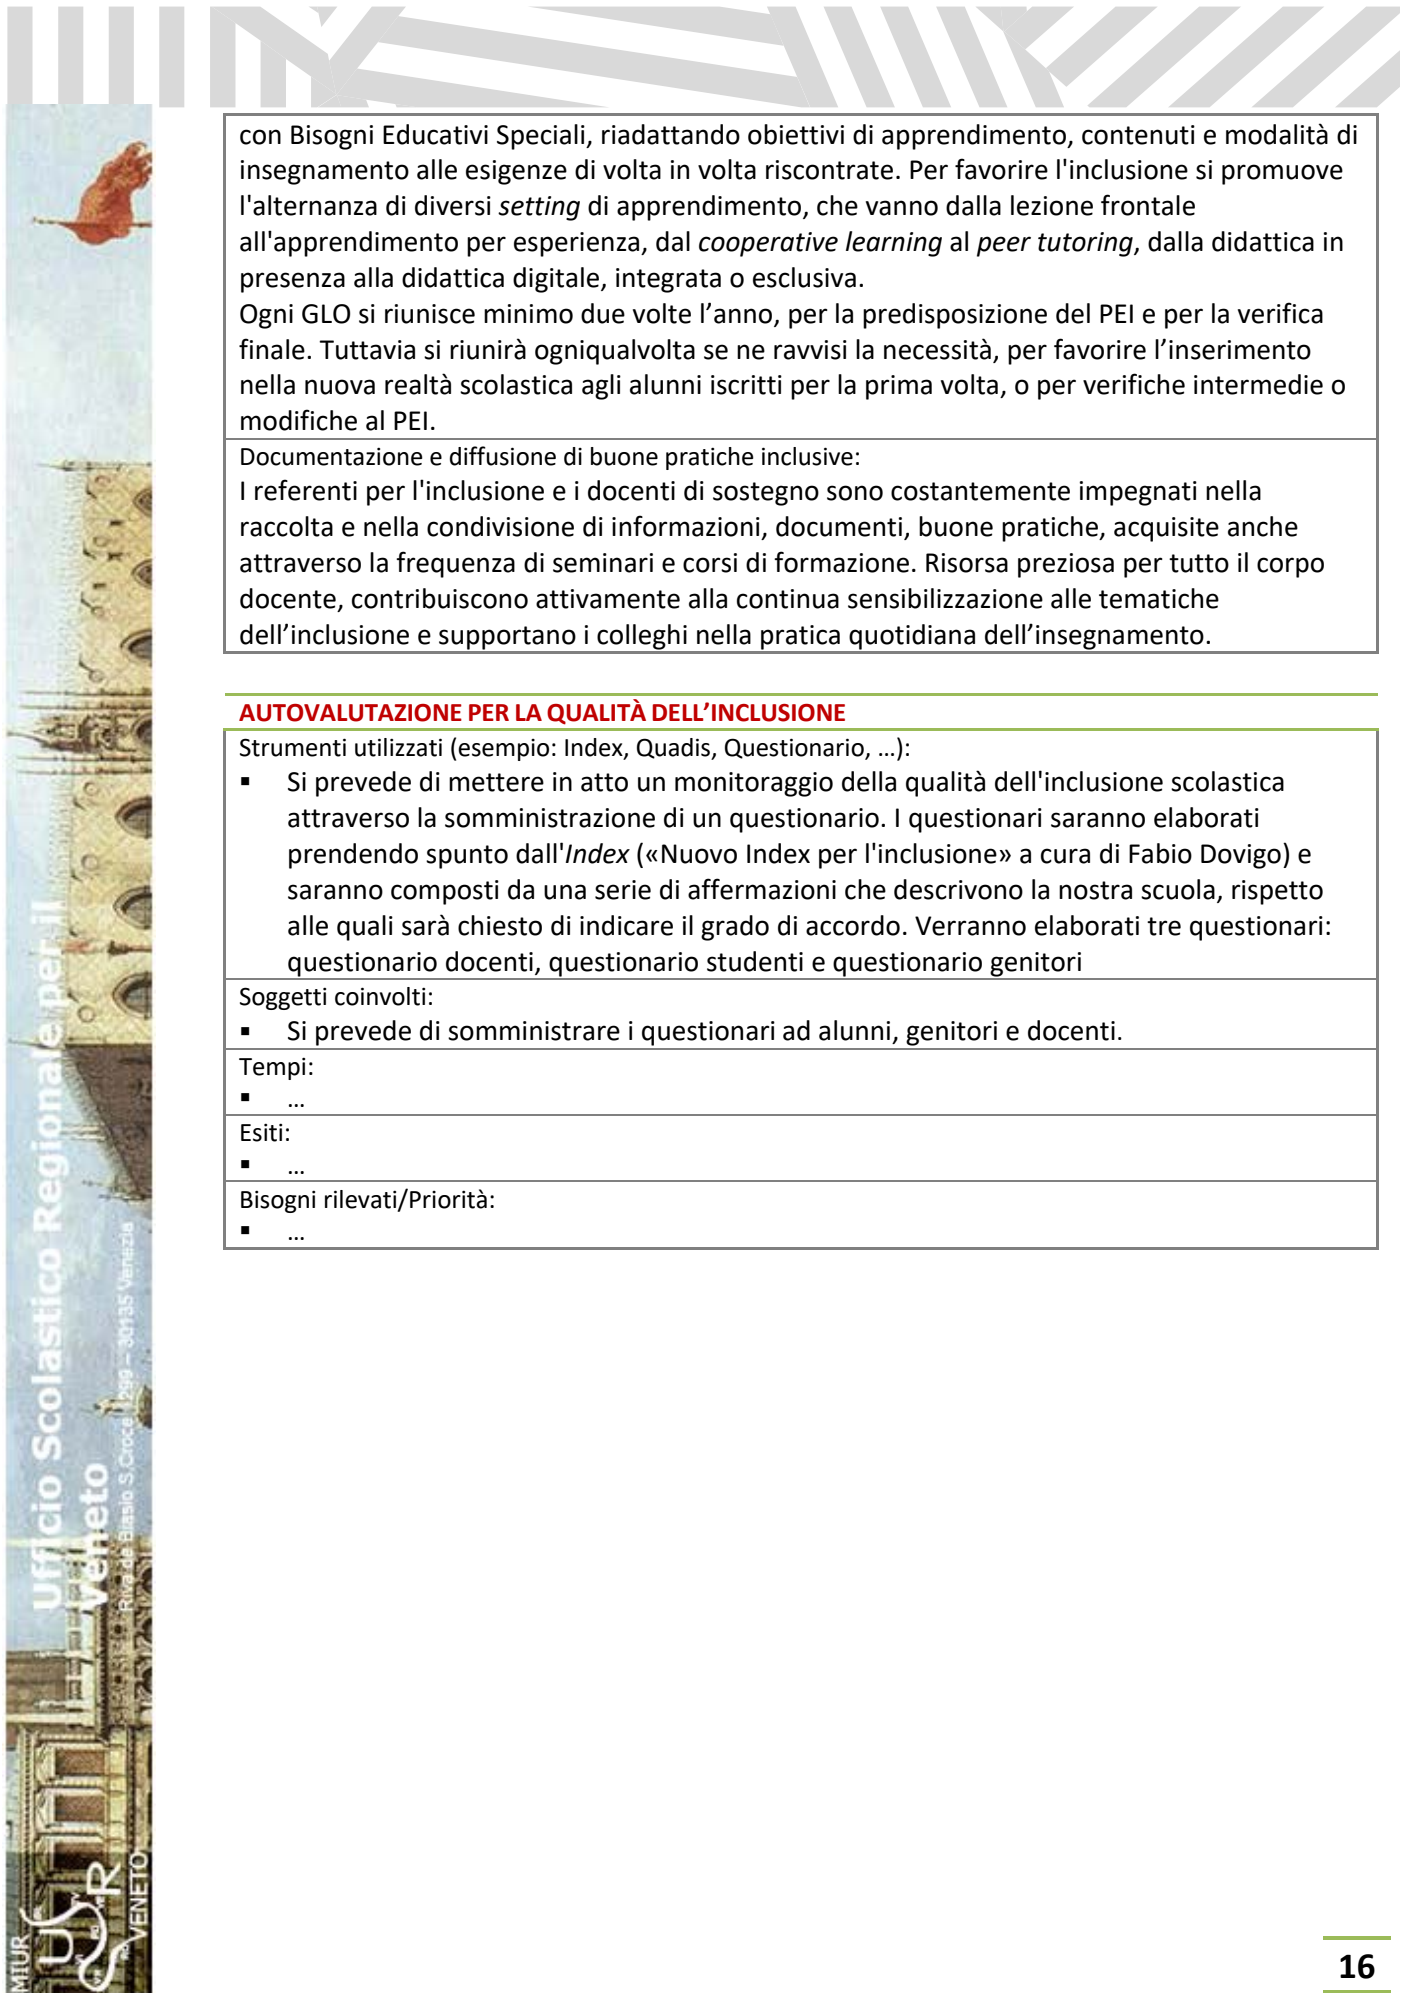 con Bisogni Educativi Speciali, riadattando obiettivi di apprendimento, contenuti e modalità di
insegnamento alle esigenze di volta in volta riscontrate. Per favorire l'inclusione si promuove
l'alternanza di diversi setting di apprendimento, che vanno dalla lezione frontale
all'apprendimento per esperienza, dal cooperative learning al peer tutoring, dalla didattica in
presenza alla didattica digitale, integrata o esclusiva.
Ogni GLO si riunisce minimo due volte l’anno, per la predisposizione del PEI e per la verifica
finale. Tuttavia si riunirà ogniqualvolta se ne ravvisi la necessità, per favorire l’inserimento
nella nuova realtà scolastica agli alunni iscritti per la prima volta, o per verifiche intermedie o
modifiche al PEI.
Documentazione e diffusione di buone pratiche inclusive:
I referenti per l'inclusione e i docenti di sostegno sono costantemente impegnati nella
raccolta e nella condivisione di informazioni, documenti, buone pratiche, acquisite anche
attraverso la frequenza di seminari e corsi di formazione. Risorsa preziosa per tutto il corpo
docente, contribuiscono attivamente alla continua sensibilizzazione alle tematiche
dell’inclusione e supportano i colleghi nella pratica quotidiana dell’insegnamento.
AUTOVALUTAZIONE PER LA QUALITÀ DELL’INCLUSIONE
Strumenti utilizzati (esempio: Index, Quadis, Questionario, …):
▪ Si prevede di mettere in atto un monitoraggio della qualità dell'inclusione scolastica
attraverso la somministrazione di un questionario. I questionari saranno elaborati
prendendo spunto dall'Index («Nuovo Index per l'inclusione» a cura di Fabio Dovigo) e
saranno composti da una serie di affermazioni che descrivono la nostra scuola, rispetto
alle quali sarà chiesto di indicare il grado di accordo. Verranno elaborati tre questionari:
questionario docenti, questionario studenti e questionario genitori
Soggetti coinvolti:
▪ Si prevede di somministrare i questionari ad alunni, genitori e docenti.
Tempi:
▪ …
Esiti:
▪ …
Bisogni rilevati/Priorità:
▪ …
Ufficio Scolastico Regionale per il
Veneto
Riva de Biasio S.Croce 1299 – 30135 Venezia
MIUR
USR
VENETO
16